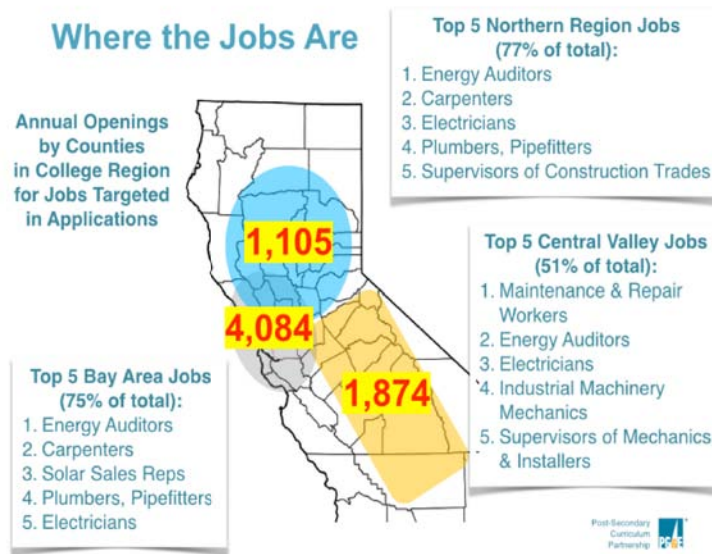 Where the Jobs Are
Annual Openings
by Counties
in College Region
for Jobs Targeted
in Applications
Top 5 Northern Region Jobs
(77% of total):
1. Energy Auditors
2. Carpenters
3. Electricians
4. Plumbers, Pipefitters
5. Supervisors of Construction Trades
1,105
4,084
1,874
Top 5 Central Valley Jobs
(51% of total):
1. Maintenance & Repair
Workers
2. Energy Auditors
3. Electricians
4. Industrial Machinery
Mechanics
5. Supervisors of Mechanics
& Installers
Top 5 Bay Area Jobs
(75% of total):
1. Energy Auditors
2. Carpenters
3. Solar Sales Reps
4. Plumbers, Pipefitters
5. Electricians
Post-Secondary
Curriculum
Partnership
PG&E